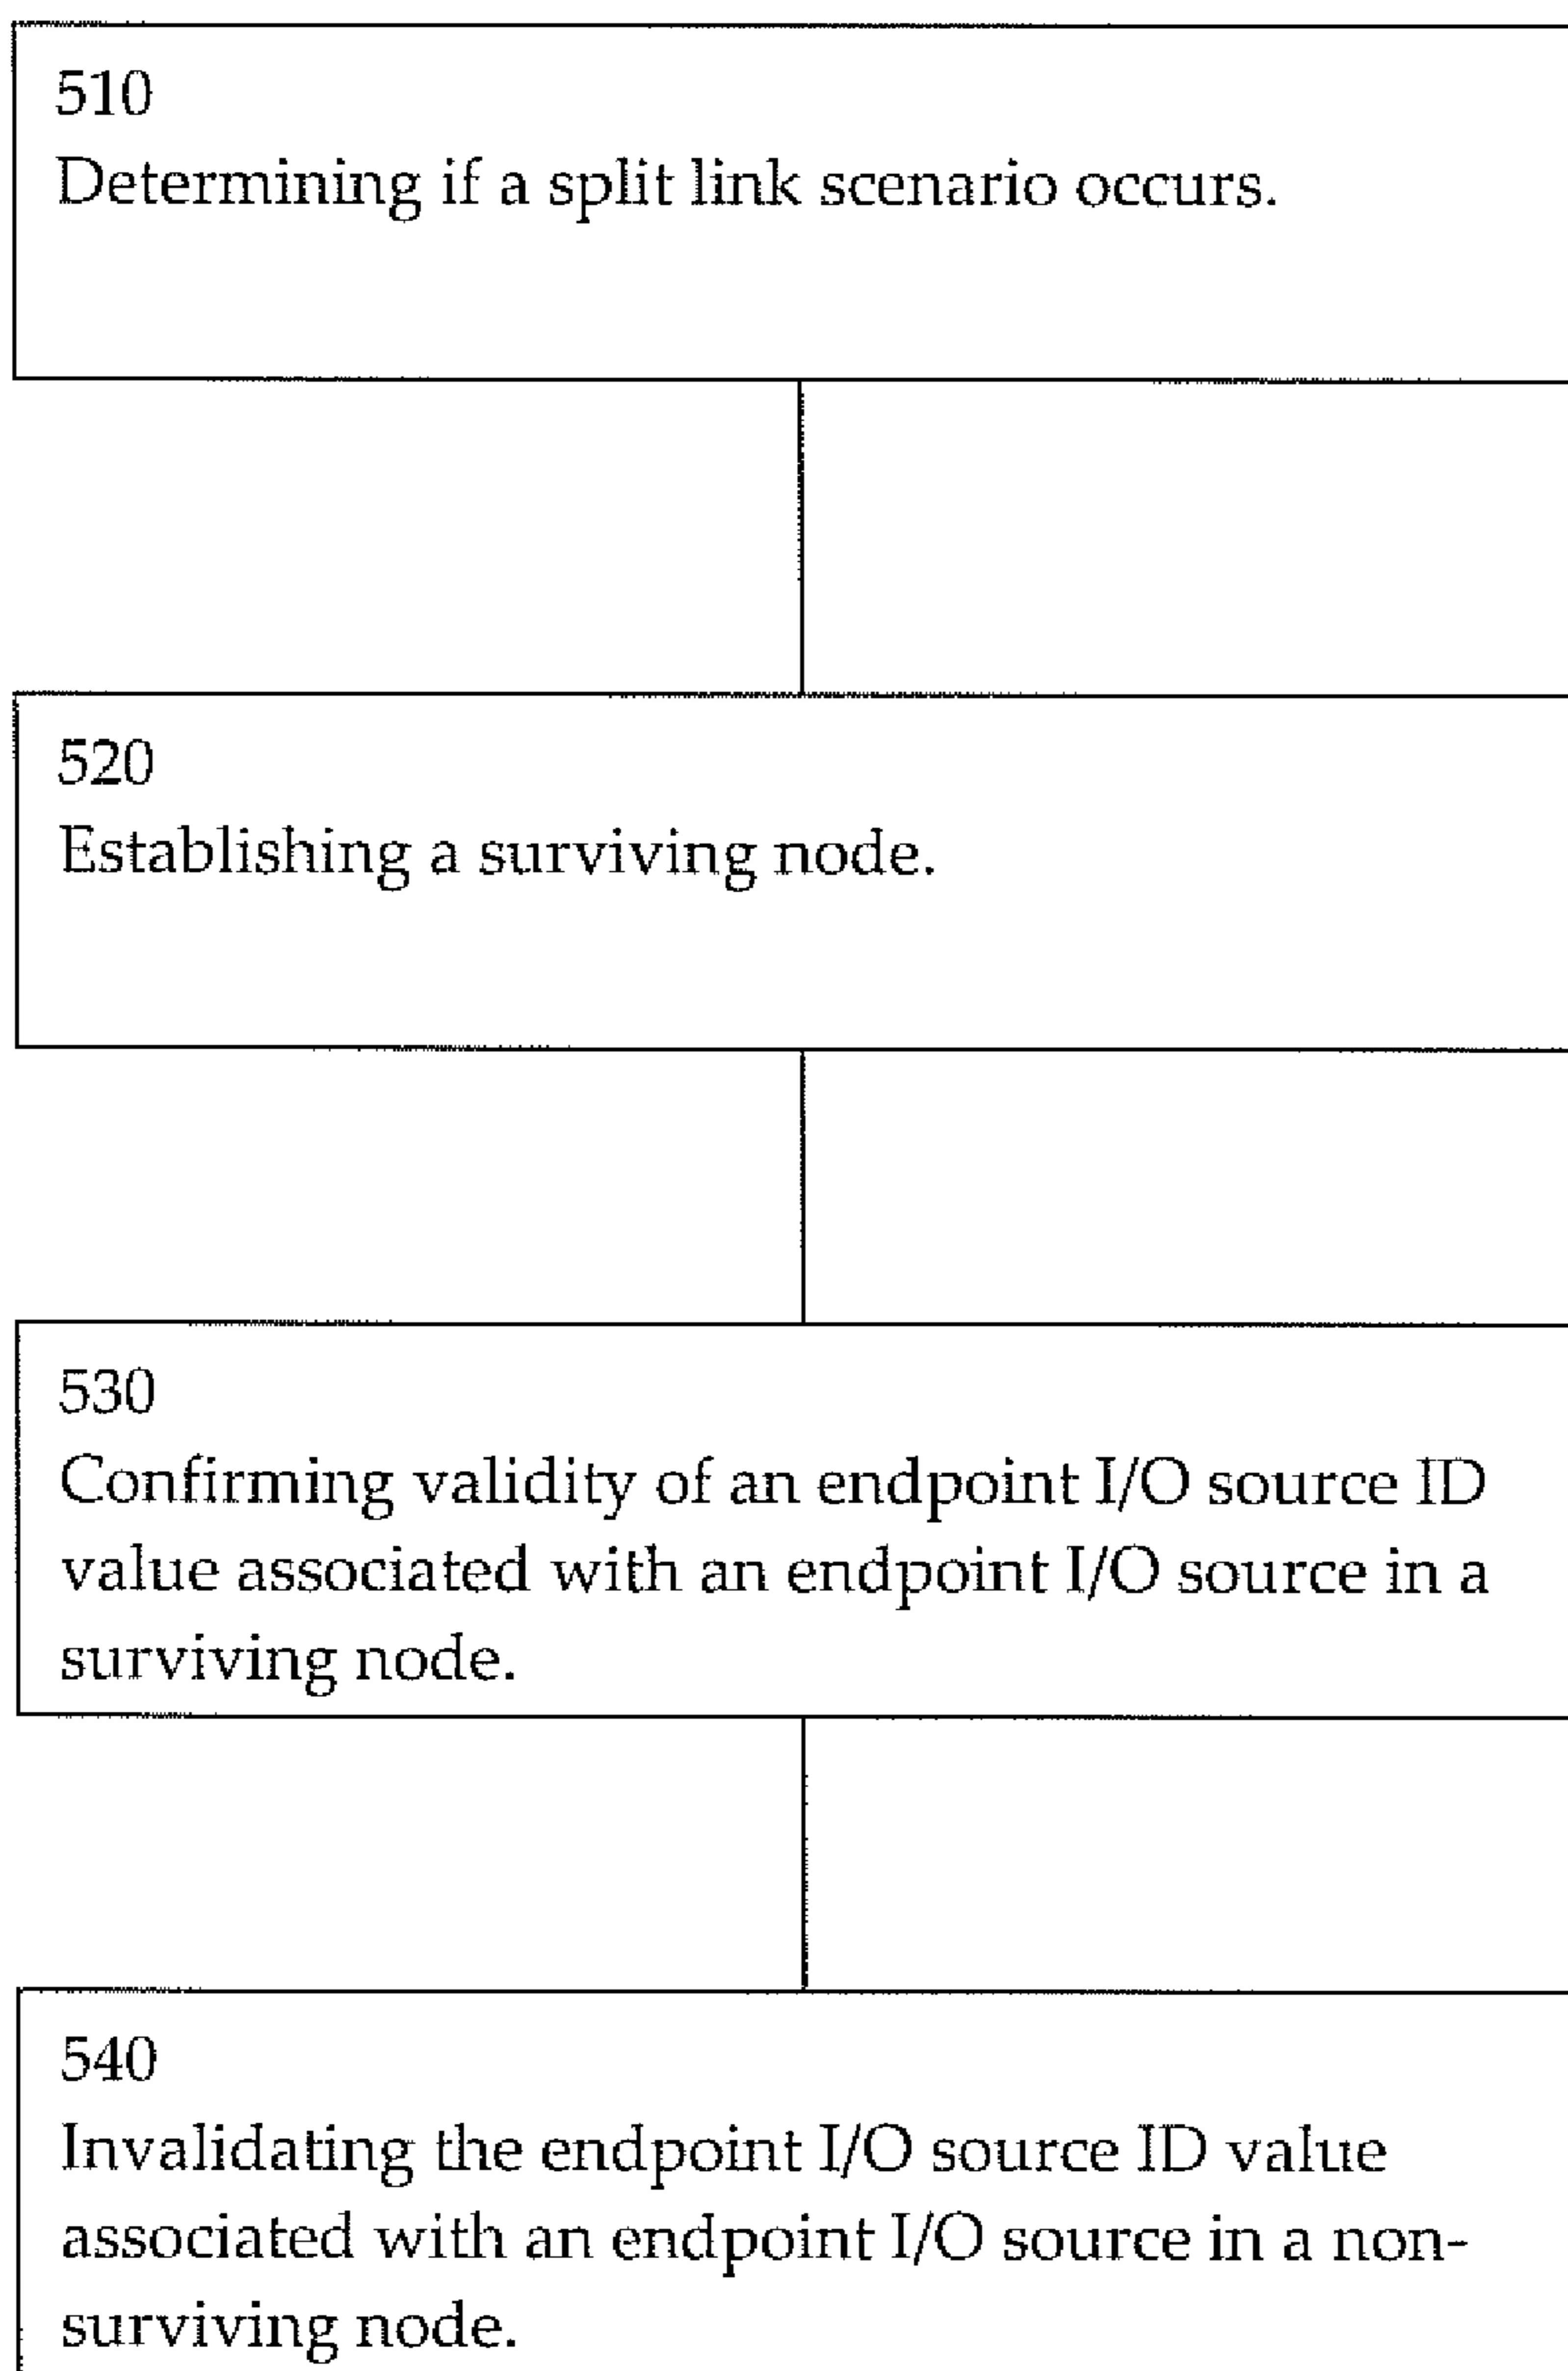 510
Determining if a split link scenario occurs.
520
Establishing a surviving node.
530
Confirming validity of an endpoint I/O source ID
value associated with an endpoint I/O source in a
surviving node.
540
Invalidating the endpoint I/O source ID value
associated with an endpoint I/O source in a non-
surviving node.